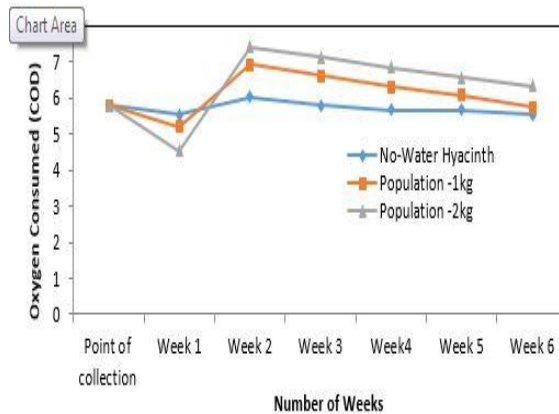 Chart Area
7
6
5
4
3
2
1
0
Oxygen Consumed (COD)
No-Water Hyacinth
Population -1kg
Population -2kg
Point of collection
Week 1
Week 2
Week 3
Week4
Week 5
Week 6
Number of Weeks